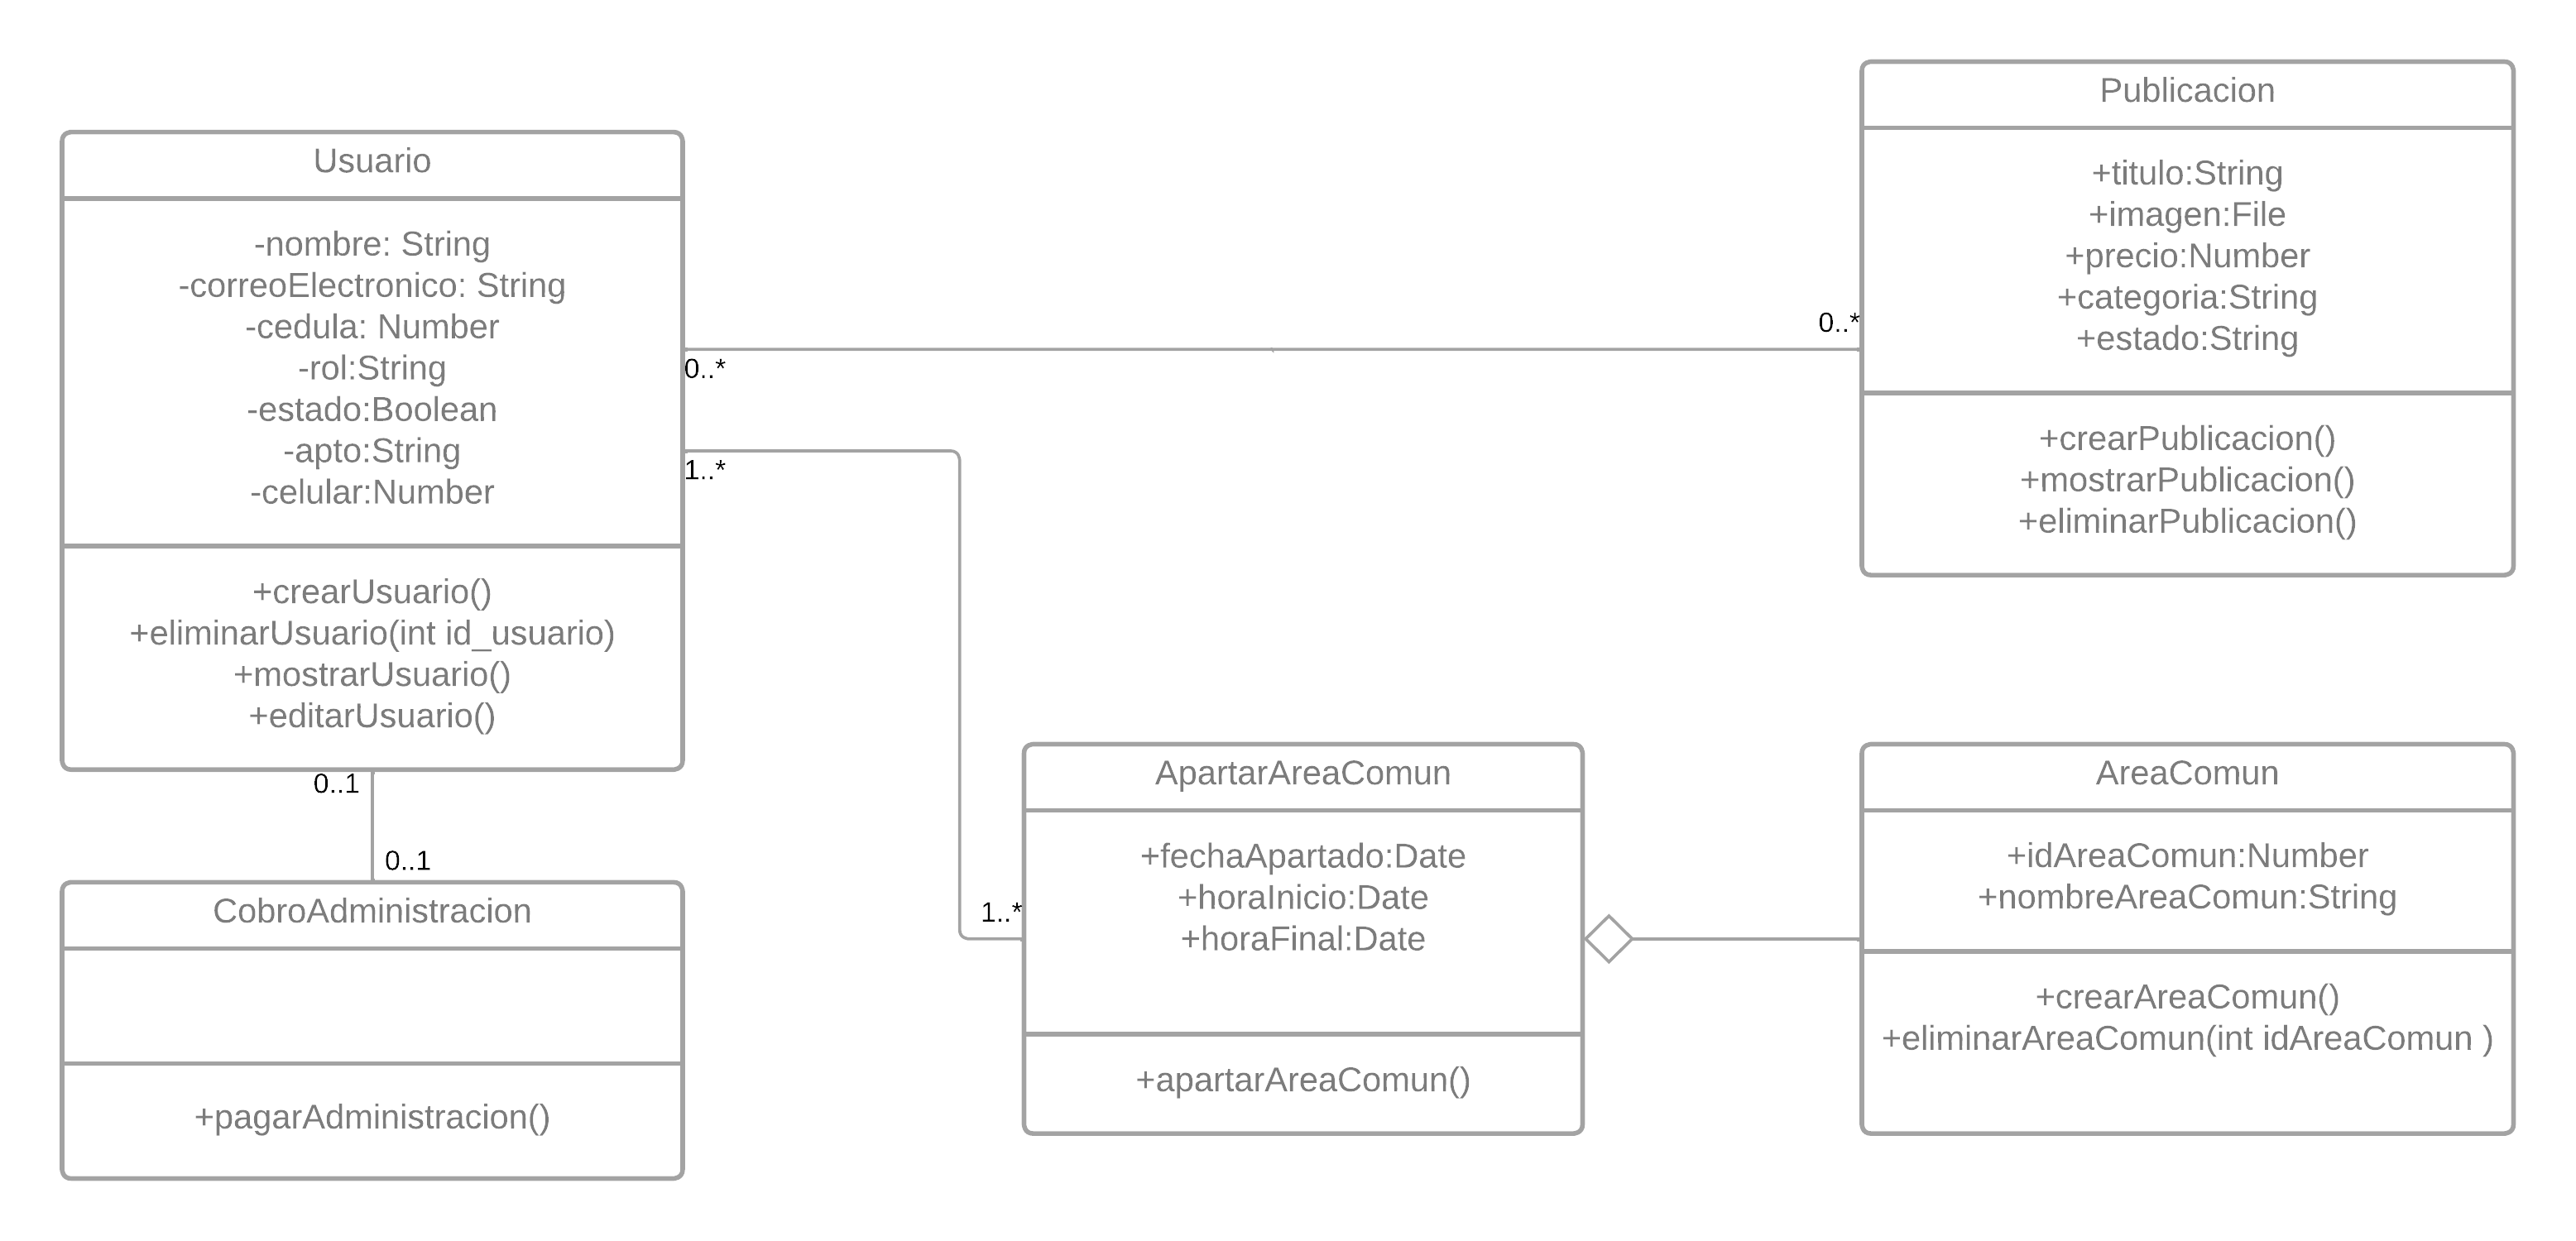 Usuario
-nombre: String
-correoElectronico: String
-cedula: Number
-rol:String
-estado:Boolean
-apto:String
-celular:Number
+crearUsuario()
+eliminarUsuario(int id_usuario)
+mostrarUsuario()
+editarUsuario()
0..*
0..*
1..*
1..*
0..1
0..1
Publicacion
+titulo:String
+imagen:File
+precio:Number
+categoria:String
+estado:String
+crearPublicacion()
+mostrarPublicacion()
+eliminarPublicacion()
CobroAdministracion
+pagarAdministracion()
ApartarAreaComun
+fechaApartado:Date
+horaInicio:Date
+horaFinal:Date
+apartarAreaComun()
AreaComun
+idAreaComun:Number
+nombreAreaComun:String
+crearAreaComun()
+eliminarAreaComun(int idAreaComun )